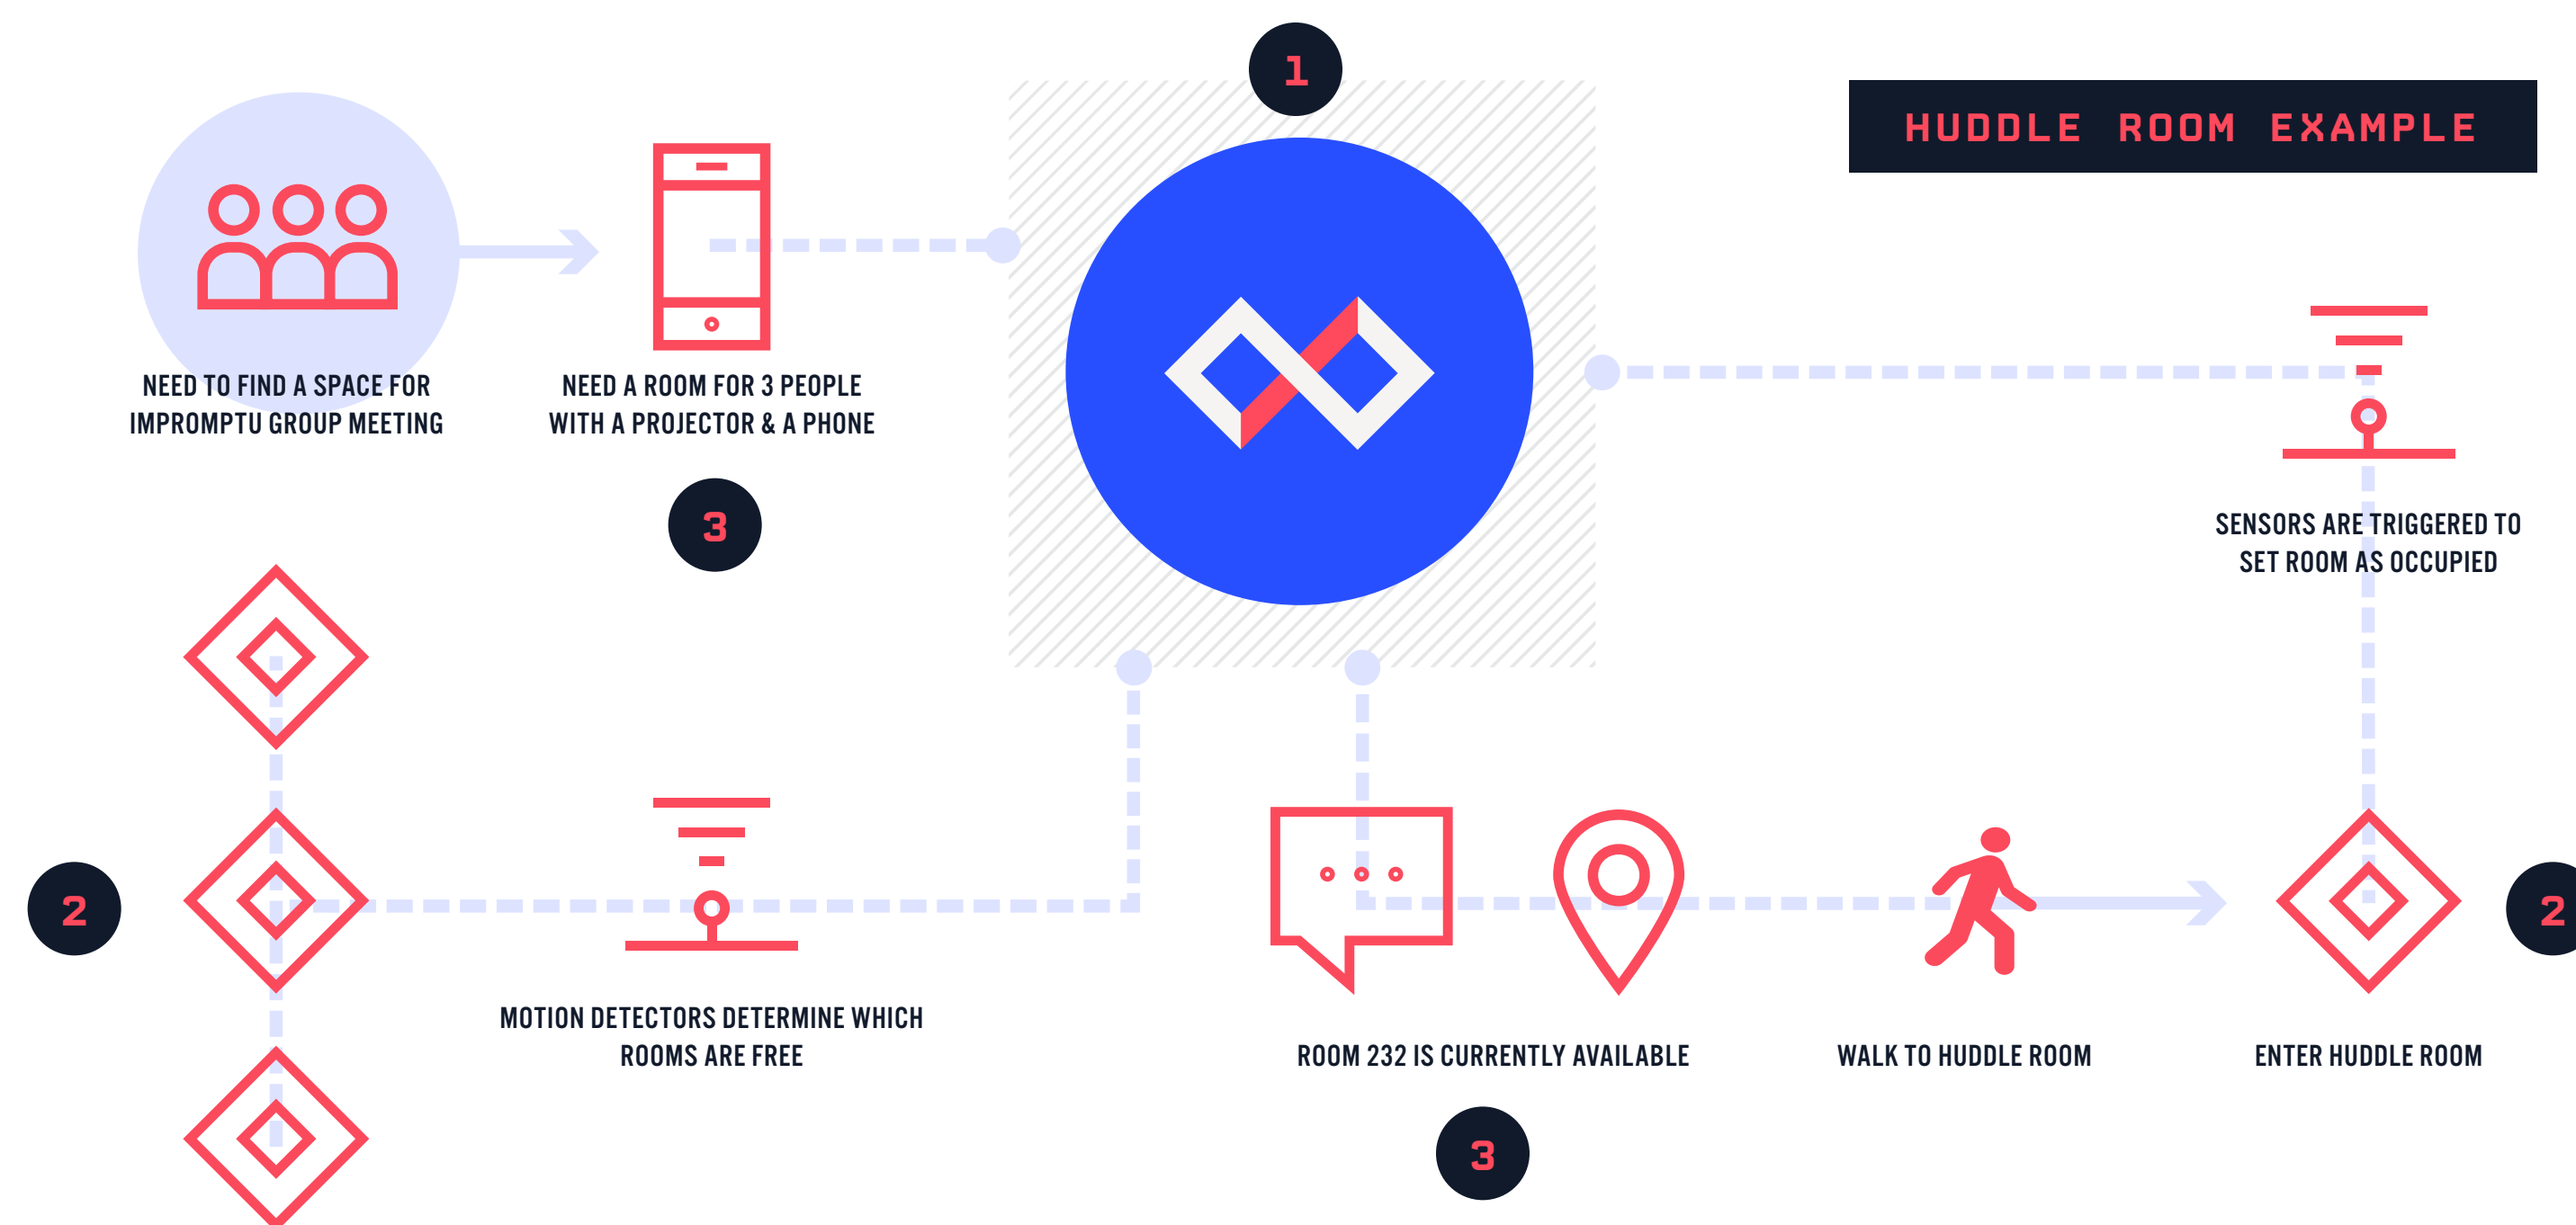 1
HUDDLE ROOM EXAMPLE
NEED TO FIND A SPACE FOR
IMPROMPTU GROUP MEETING
NEED A ROOM FOR 3 PEOPLE
WITH A PROJECTOR & A PHONE
3
SENSORS ARE TRIGGERED TO
SET ROOM AS OCCUPIED
2
MOTION DETECTORS DETERMINE WHICH
ROOMS ARE FREE
ROOM 232 IS CURRENTLY AVAILABLE
3
WALK TO HUDDLE ROOM
ENTER HUDDLE ROOM
2